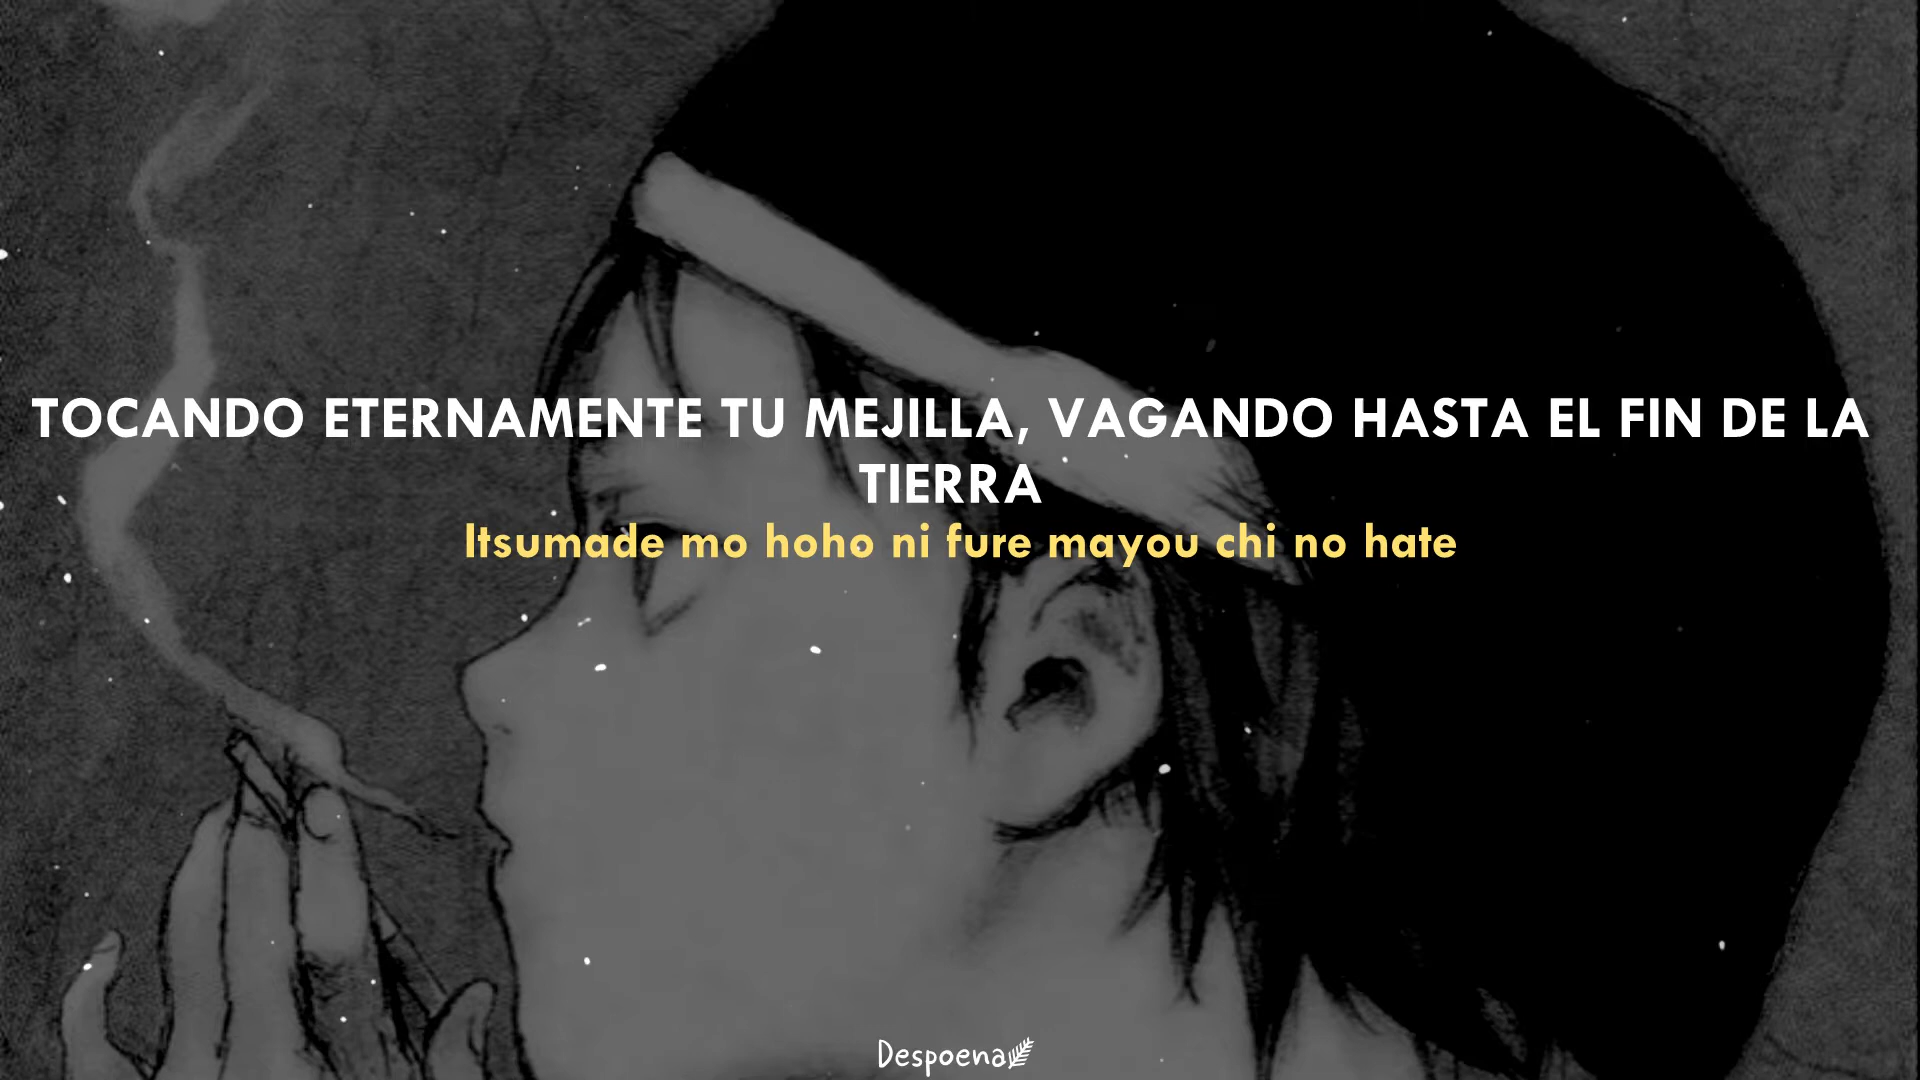 TOCANDO ETERNAMENTE TU MEJILLA, VAGANDO HASTA EL FIN DE LA
TIERRA
Itsumade mo hoho ni fure mayou chi no hate
Despoena